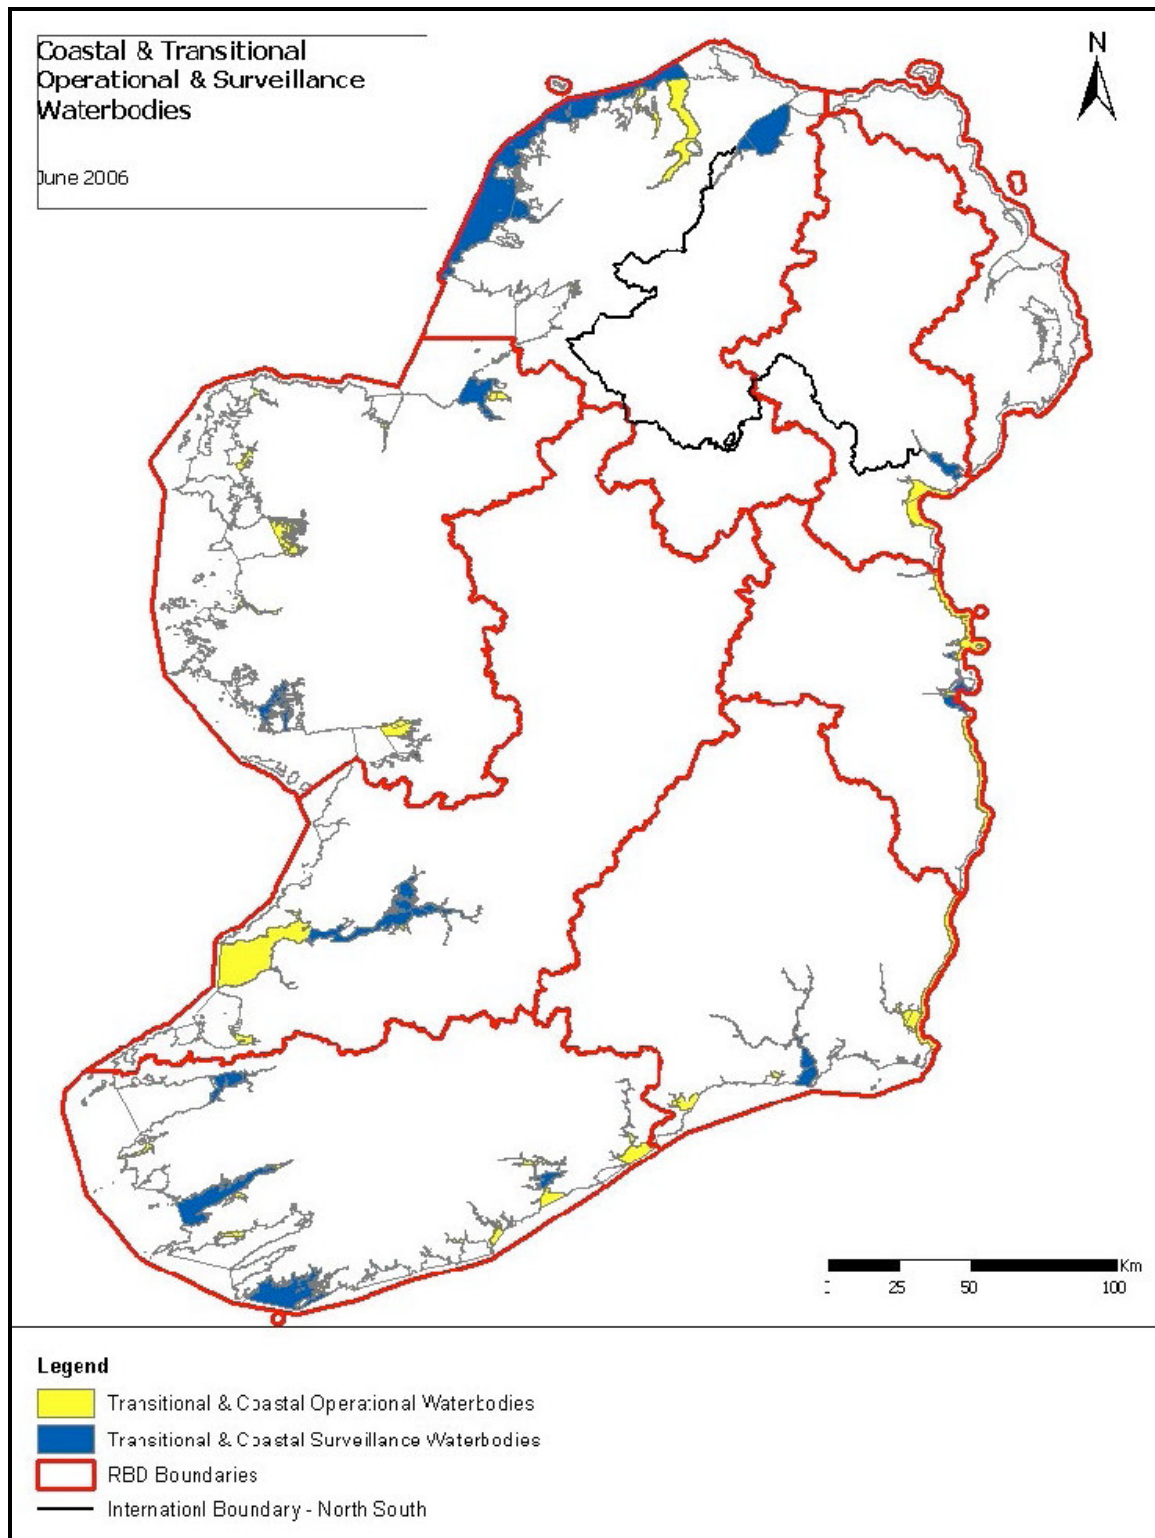 Coastal & Transitional
Operational & Surveillance
Waterbodies
June 2006
N
Km
25
50
100
Legend
Transitional & Coastal Operational Waterbodies
Transitional & Coastal Surveillance Waterbodies
RBD Boundaries
Internationl Boundary - North South